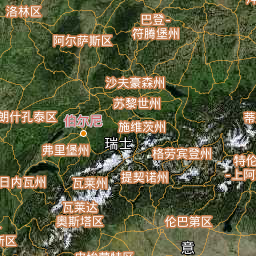 洛林区
巴登-
符腾堡州
阿尔萨斯区
沙夫豪森州
苏黎世州
朗什孔泰区
伯尔尼
施维茨州
蒂
弗里堡州
瑞士
格劳宾登州
特伦
上阿
日内瓦州
瓦莱州
提契诺州
瓦莱达
奥斯塔区
伦巴第区
区
意